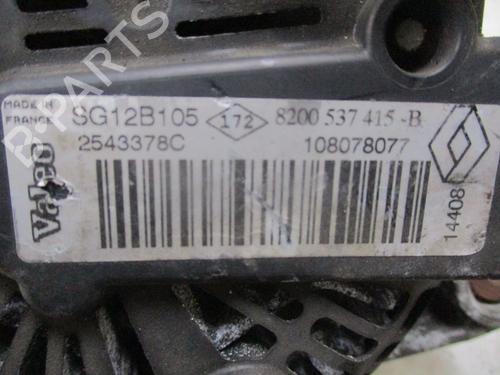 B-PARTS
MADE IN
FRANCE
SG12B105
172
8200 537 415 -B
2543378C
108078077
Valeo
14408